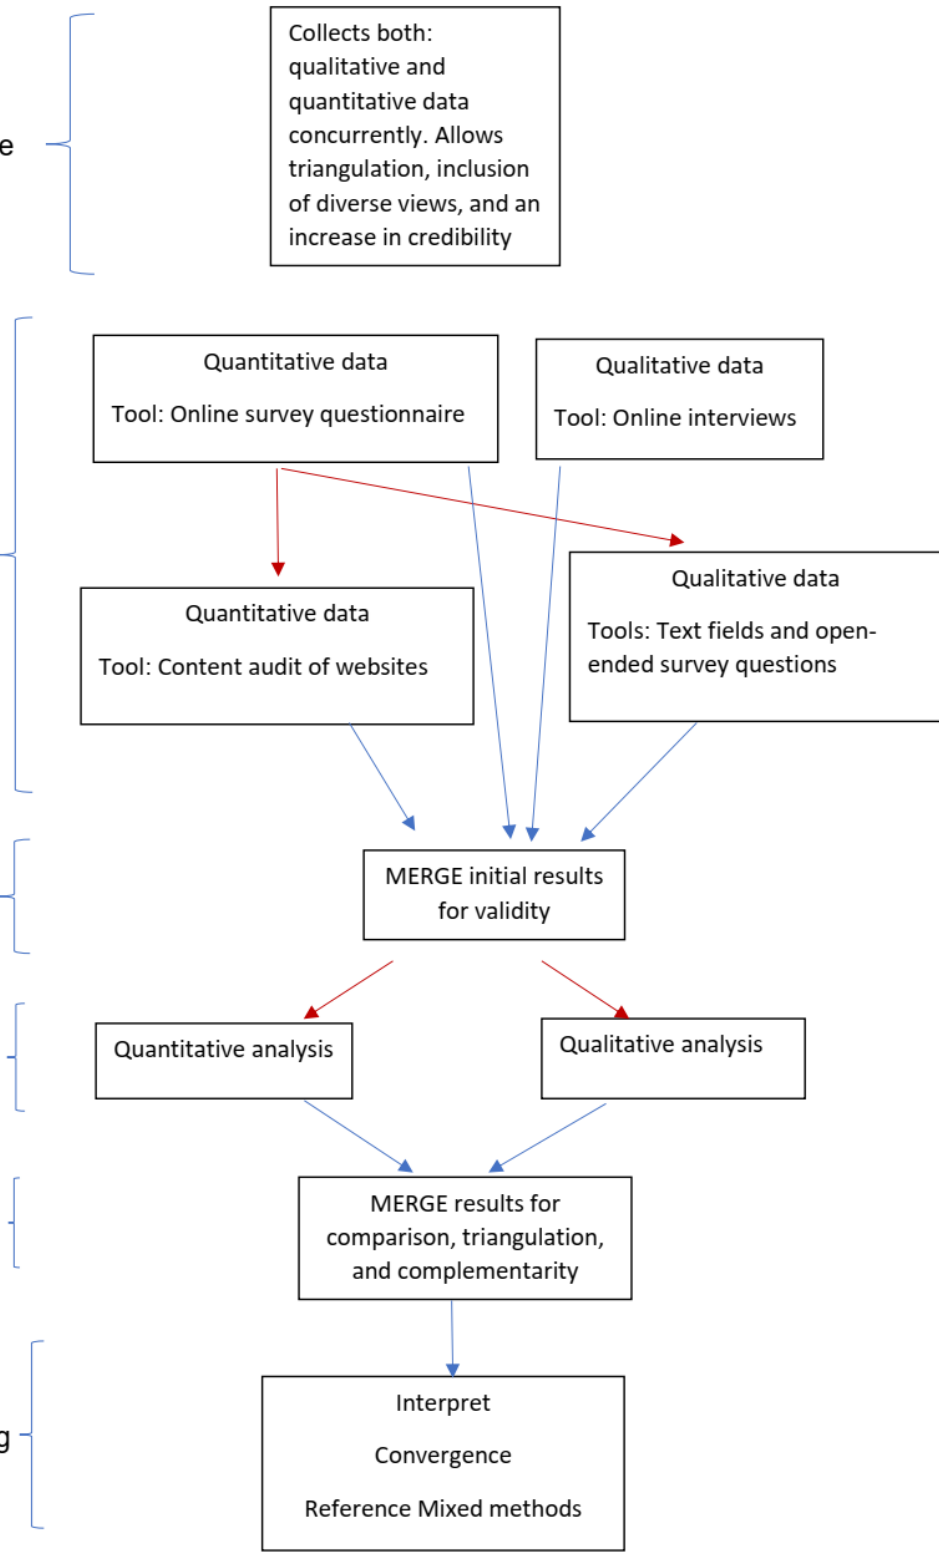 Collects both:
qualitative and
quantitative data
concurrently. Allows
triangulation, inclusion
of diverse views, and an
increase in credibility
e
Quantitative data
Tool: Online survey questionnaire
Qualitative data
Tool: Online interviews
Quantitative data
Tool: Content audit of websites
Qualitative data
Tools: Text fields and open-
ended survey questions
MERGE initial results
for validity
Quantitative analysis
Qualitative analysis
MERGE results for
comparison, triangulation,
and complementarity
g
Interpret
Convergence
Reference Mixed methods